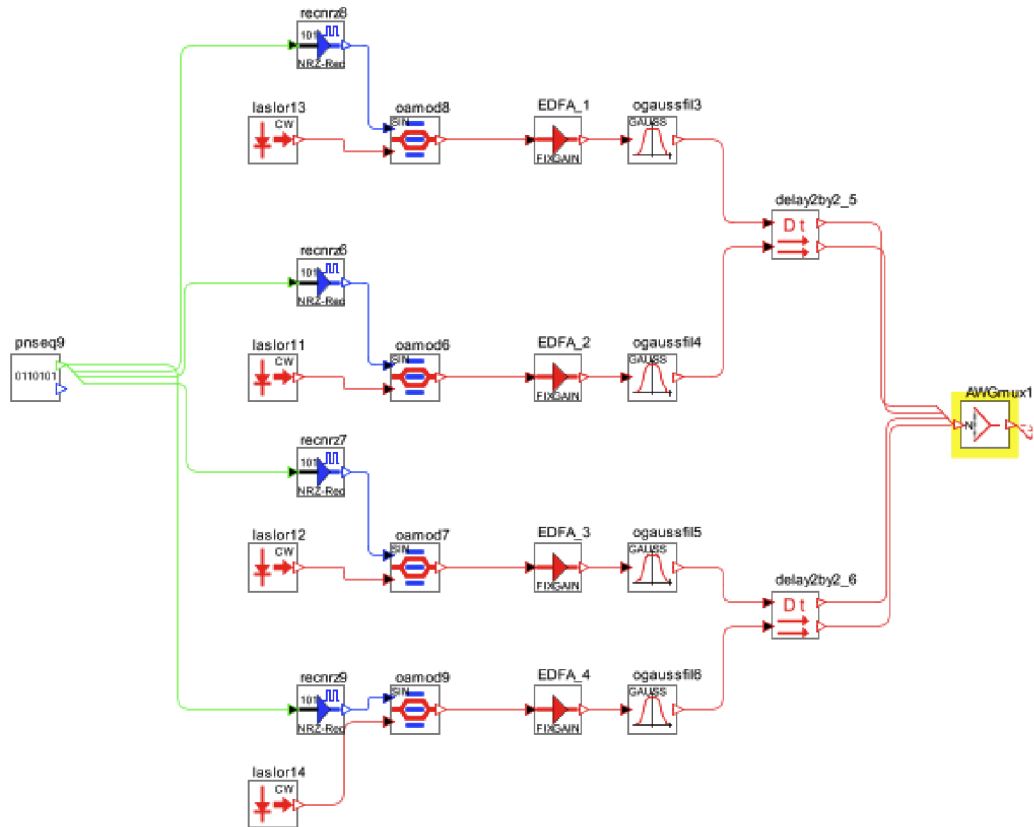 recnrz8
101
NRZ-Rec
laslor13
CW
oamod8
SIN
EDFA_1
FIXGAIN
ogaussfil3
GAUSS
delay2by2_5
Dt
recnrz6
101
NRZ-Rec
pnseq9
0110101
laslor11
CW
oamod6
SIN
EDFA_2
FIXGAIN
ogaussfil4
GAUSS
AWGmux1
N
recnrz7
101
NRZ-Rec
laslor12
CW
oamod7
SIN
EDFA_3
FIXGAIN
ogaussfil5
GAUSS
delay2by2_6
Dt
recnrz9
101
NRZ-Rec
oamod9
SIN
EDFA_4
FIXGAIN
ogaussfil6
GAUSS
laslor14
CW